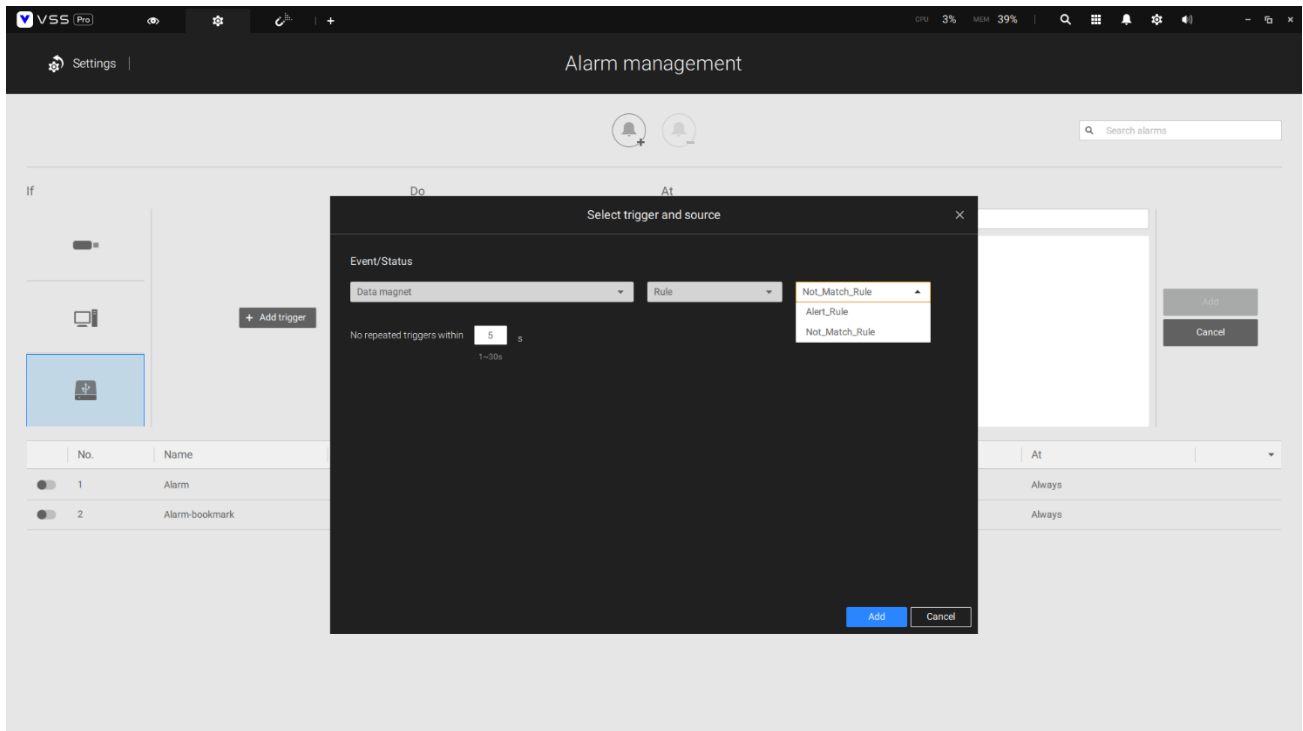 VSS Pro
CPU 3% MEM 39%
Settings
Alarm management
Search alarms
If
Do
At
Select trigger and source
Event/Status
Data magnet
Rule
Not_Match_Rule
Alert_Rule
Not_Match_Rule
+ Add trigger
No repeated triggers within 5 s
1~30s
Add
Cancel
No. Name At
1 Alarm Always
2 Alarm-bookmark Always
Add Cancel